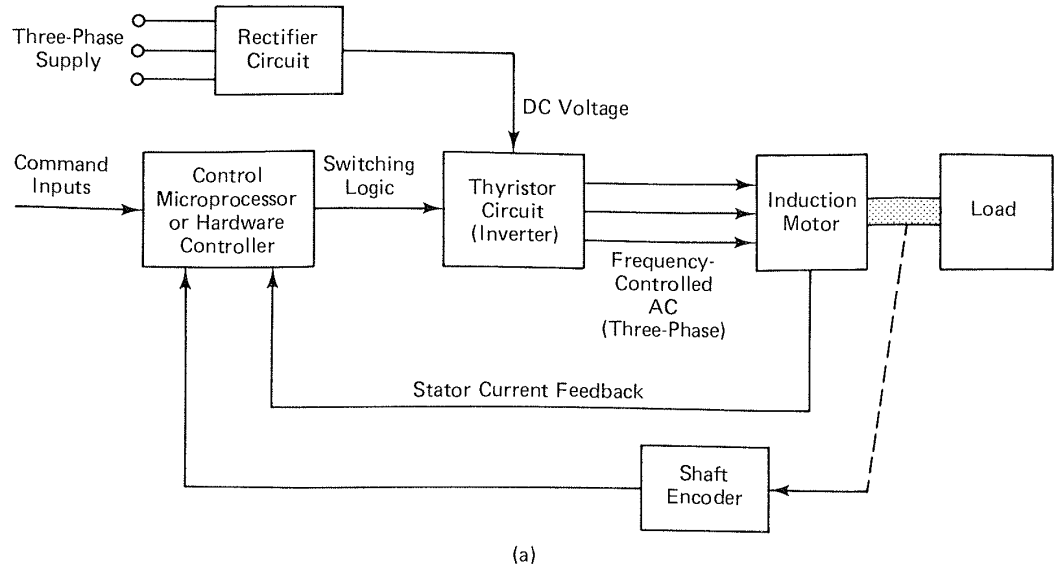 Three-Phase
Supply
Rectifier
Circuit
DC Voltage
Command
Inputs
Control
Microprocessor
or Hardware
Controller
Switching
Logic
Thyristor
Circuit
(Inverter)
Induction
Motor
Load
Frequency-
Controlled
AC
(Three-Phase)
Stator Current Feedback
Shaft
Encoder
(a)